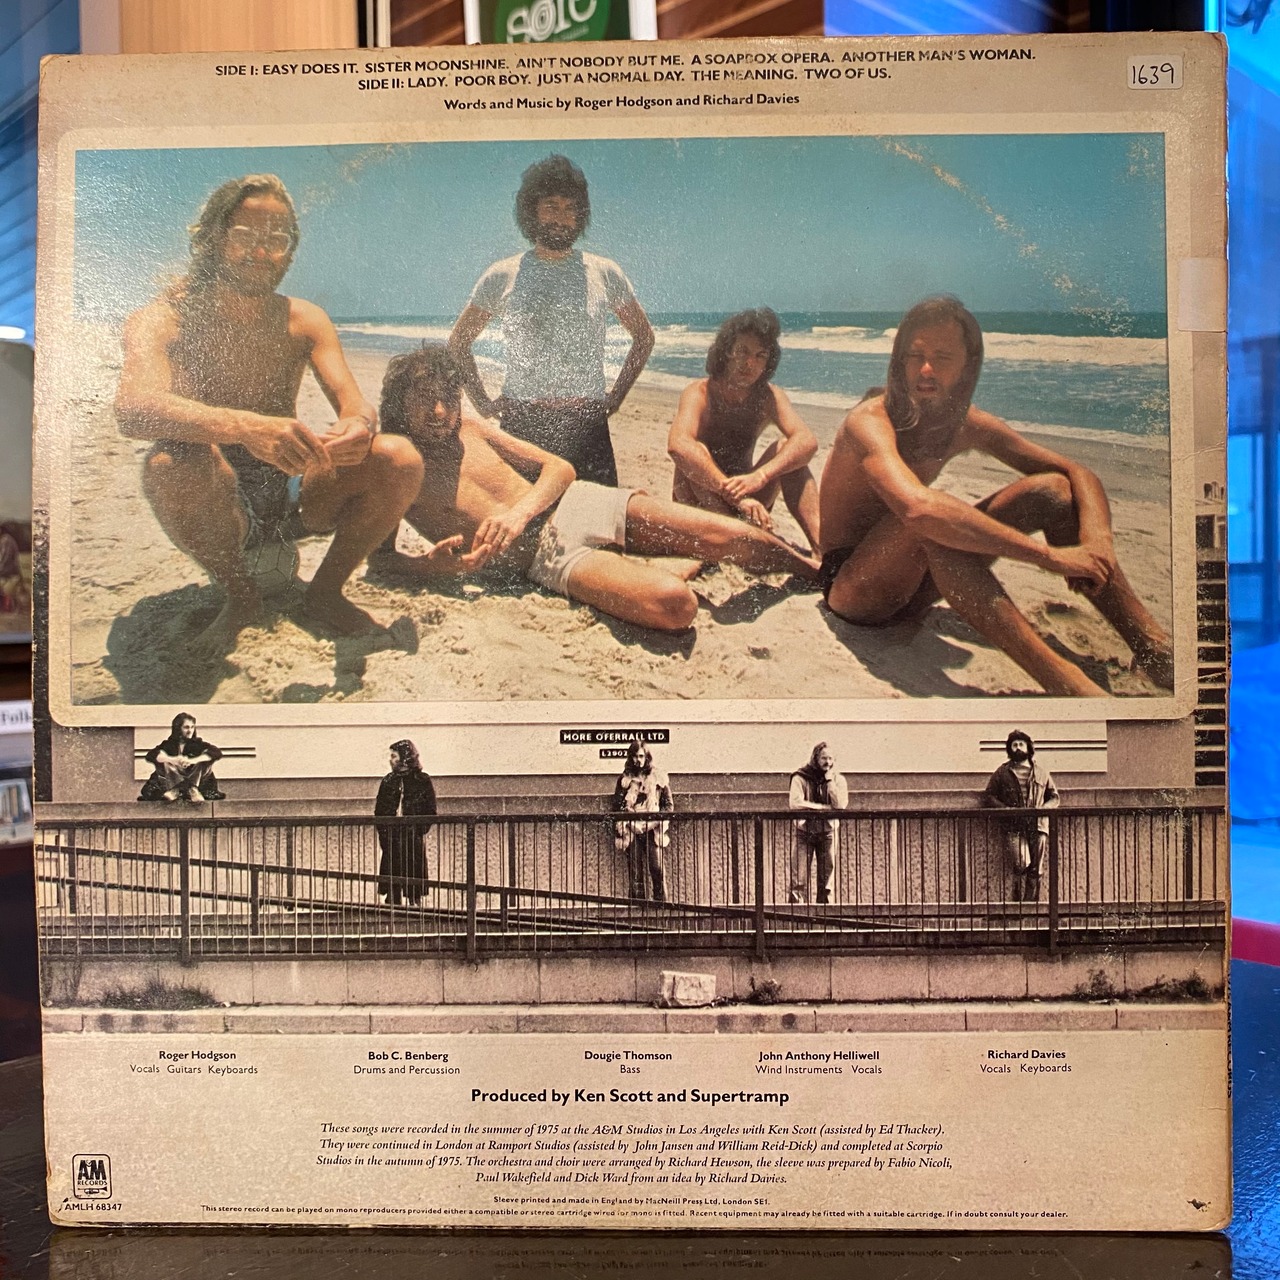 Sole
SIDE I: EASY DOES IT. SISTER MOONSHINE. AIN'T NOBODY BUT ME. A SOAPBOX OPERA. ANOTHER MAN'S WOMAN.
SIDE II: LADY. POOR BOY. JUST A NORMAL DAY. THE MEANING. TWO OF US.
1639
Words and Music by Roger Hodgson and Richard Davies
Folk
MORE O'FERRALL LTD.
L2902
Roger Hodgson
Vocals Guitars Keyboards
Bob C. Benberg
Drums and Percussion
Dougie Thomson
Bass
John Anthony Helliwell
Wind Instruments Vocals
Richard Davies
Vocals Keyboards
Produced by Ken Scott and Supertramp
These songs were recorded in the summer of 1975 at the A&M Studios in Los Angeles with Ken Scott (assisted by Ed Thacker).
They were continued in London at Ramport Studios (assisted by John Jansen and William Reid-Dick) and completed at Scorpio
Studios in the autumn of 1975. The orchestra and choir were arranged by Richard Hewson, the sleeve was prepared by Fabio Nicoli,
Paul Wakefield and Dick Ward from an idea by Richard Davies.
AM
RECORDS
AMLH 68347
Sleeve printed and made in England by MacNeill Press Ltd, London SE1.
This stereo record can be played on mono reproducers provided either a compatible or stereo cartridge wired for mono is fitted. Recent equipment may already be fitted with a suitable cartridge. If in doubt consult your dealer.